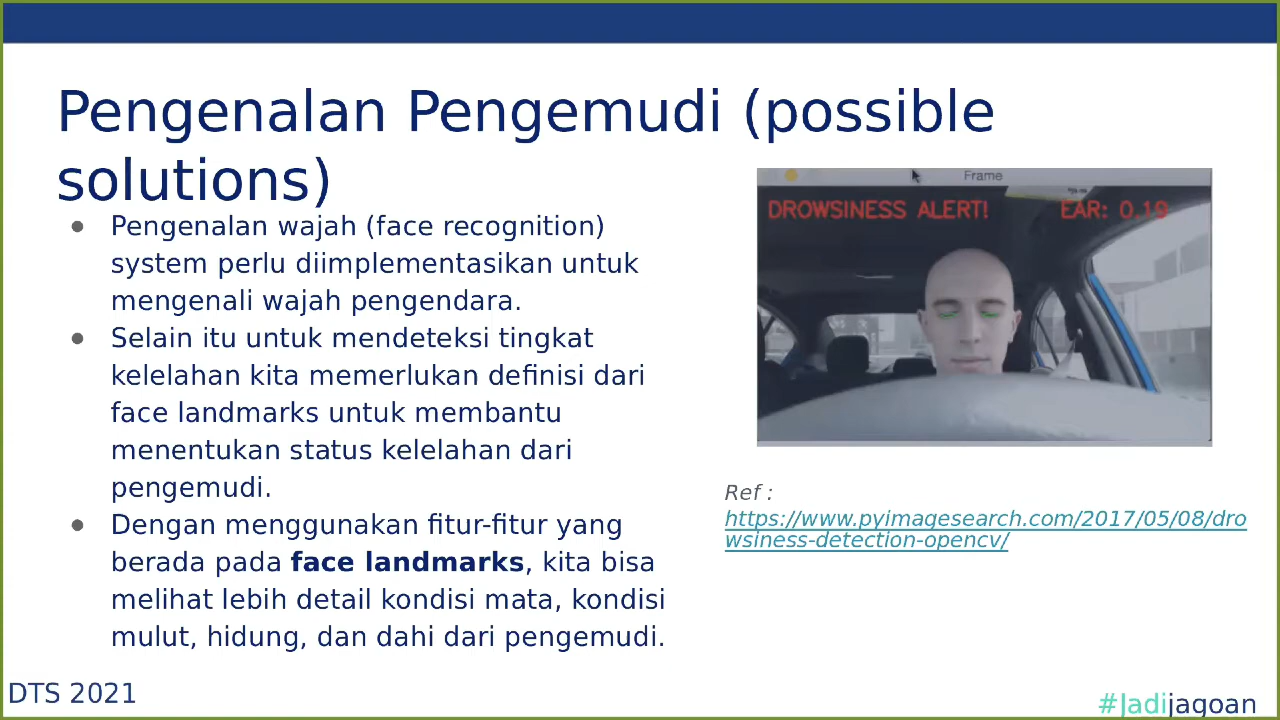 Pengenalan Pengemudi (possible
solutions)
● Pengenalan wajah (face recognition)
system perlu diimplementasikan untuk
mengenali wajah pengendara.
● Selain itu untuk mendeteksi tingkat
kelelahan kita memerlukan definisi dari
face landmarks untuk membantu
menentukan status kelelahan dari
pengemudi.
● Dengan menggunakan fitur-fitur yang
berada pada face landmarks, kita bisa
melihat lebih detail kondisi mata, kondisi
mulut, hidung, dan dahi dari pengemudi.
Frame
DROWSINESS ALERT! EAR: 0.19
Ref :
https://www.pyimagesearch.com/2017/05/08/dro
wsiness-detection-opencv/
DTS 2021
#Jadijagoan